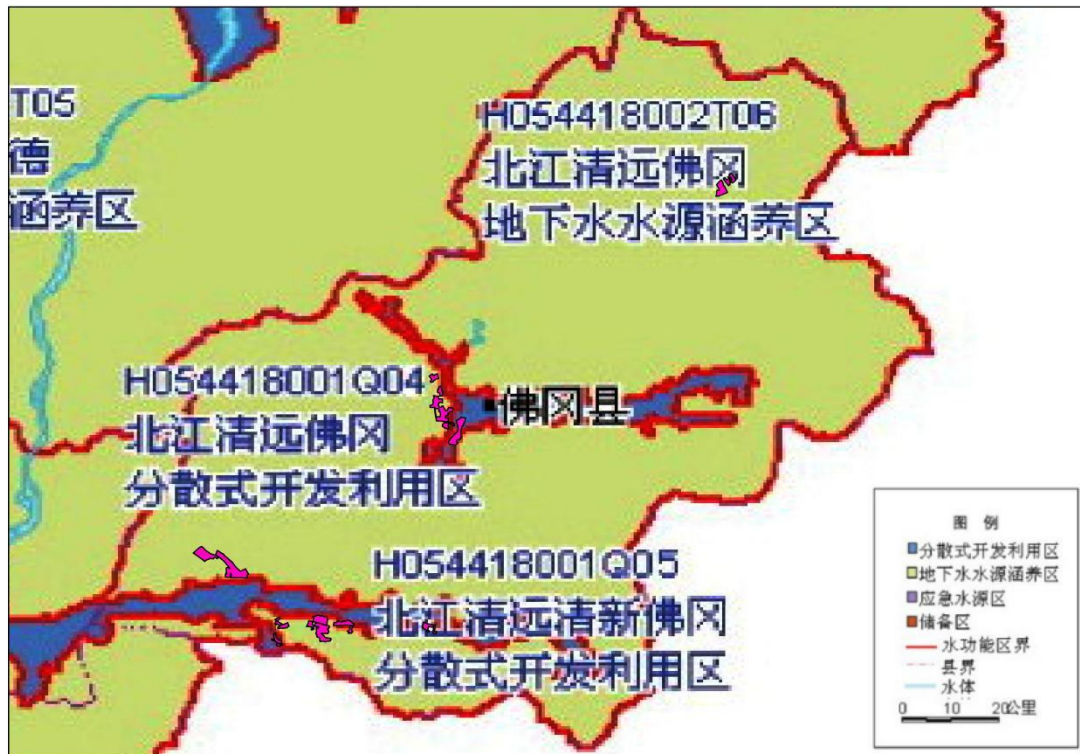 T05
德
涵养区
H054418002T06
北江清远佛冈
地下水水源涵养区
H054418001Q04
北江清远佛冈
分散式开发利用区
佛冈县
H054418001Q05
北江清远清新佛冈
分散式开发利用区
图 例
分散式开发利用区
地下水水源涵养区
应急水源区
储备区
水功能区界
县界
水体
0 10 20公里